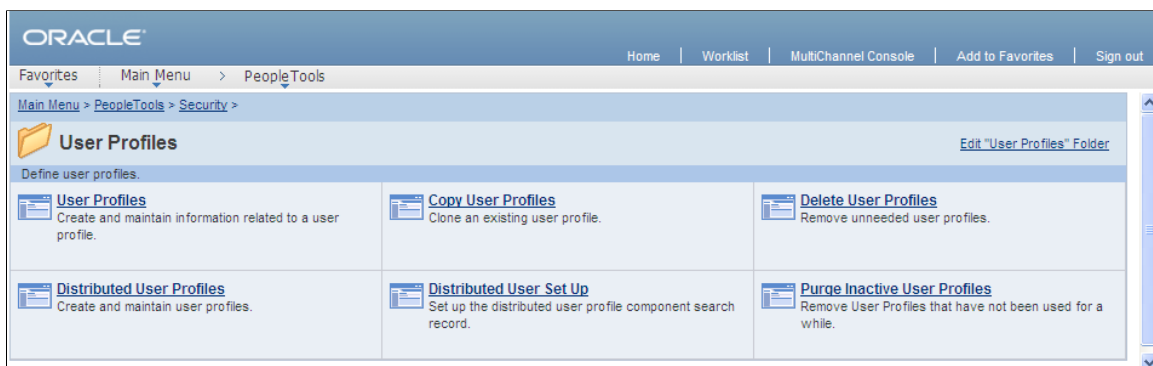 ORACLE
Home | Worklist | MultiChannel Console | Add to Favorites | Sign out
Favorites Main Menu > PeopleTools
Main Menu > PeopleTools > Security >
User Profiles
Edit "User Profiles" Folder
Define user profiles.
User Profiles
Create and maintain information related to a user
profile.
Copy User Profiles
Clone an existing user profile.
Delete User Profiles
Remove unneeded user profiles.
Distributed User Profiles
Create and maintain user profiles.
Distributed User Set Up
Set up the distributed user profile component search
record.
Purge Inactive User Profiles
Remove User Profiles that have not been used for a
while.